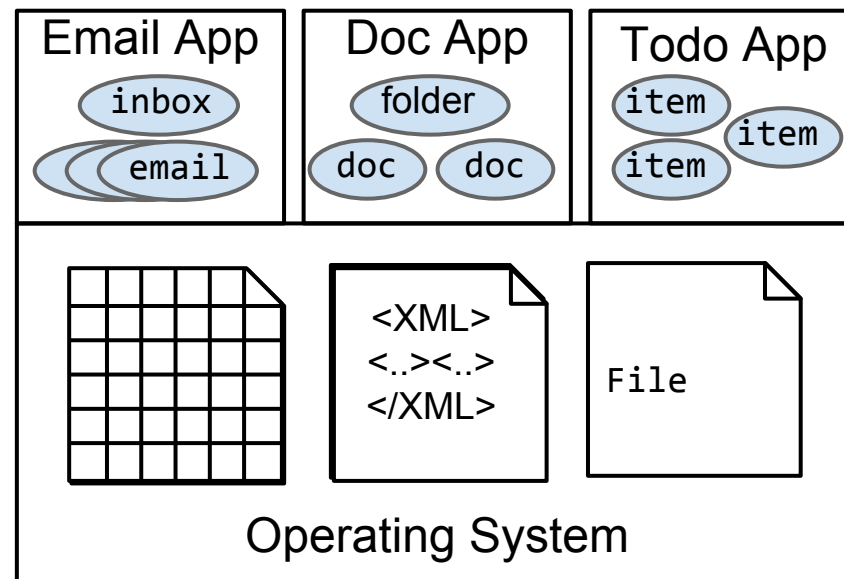 Email App
inbox
email
Doc App
folder
doc doc
Todo App
item
item
item
<XML>
<..><..>
</XML>
File
Operating System